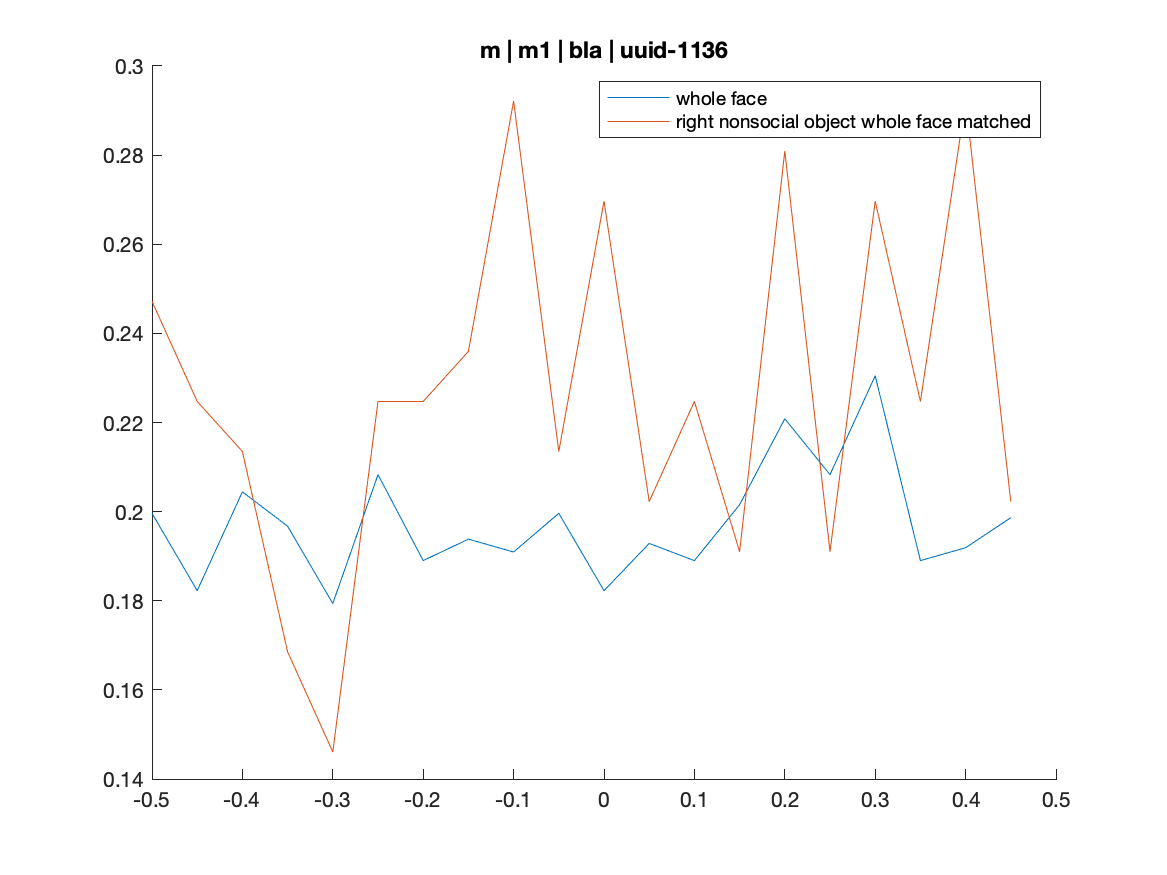 m | m1 | bla | uuid-1136
0.3
whole face
right nonsocial object whole face matched
0.28
0.26
0.24
0.22
0.2
0.18
0.16
0.14
-0.5 -0.4 -0.3 -0.2 -0.1 0 0.1 0.2 0.3 0.4 0.5